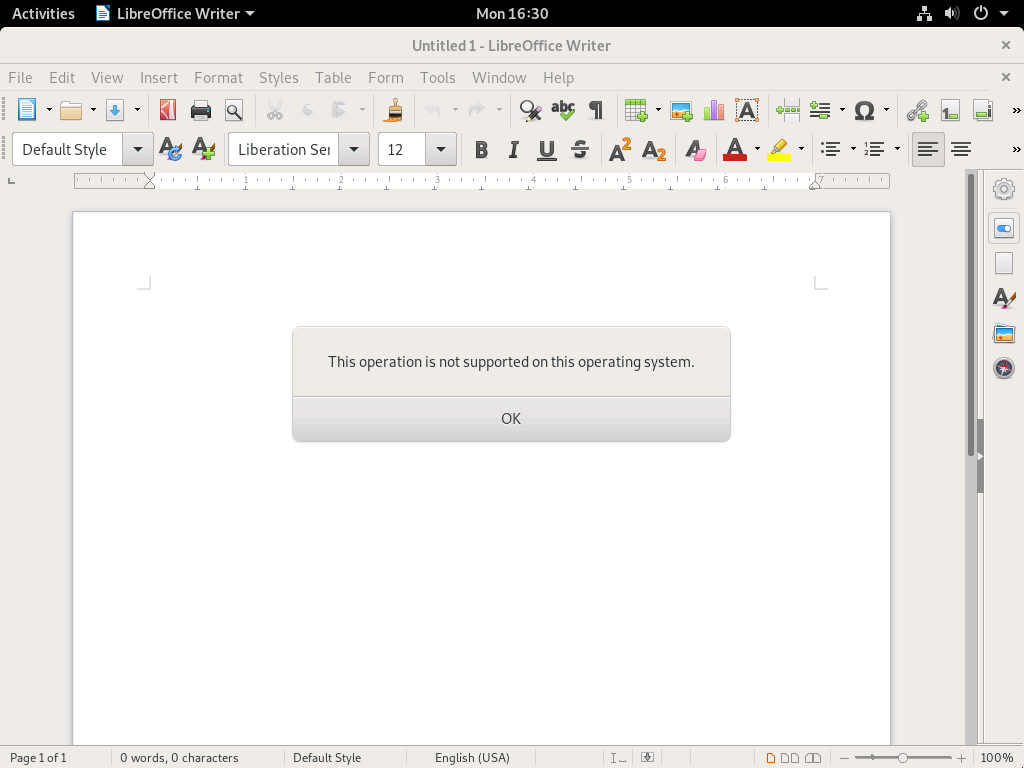 Activities LibreOffice Writer Mon 16:30
Untitled 1 - LibreOffice Writer
File Edit View Insert Format Styles Table Form Tools Window Help
Default Style Liberation Ser 12
1 2 3 4 5 6 7
This operation is not supported on this operating system.
OK
Page 1 of 1 0 words, 0 characters Default Style English (USA) 100%